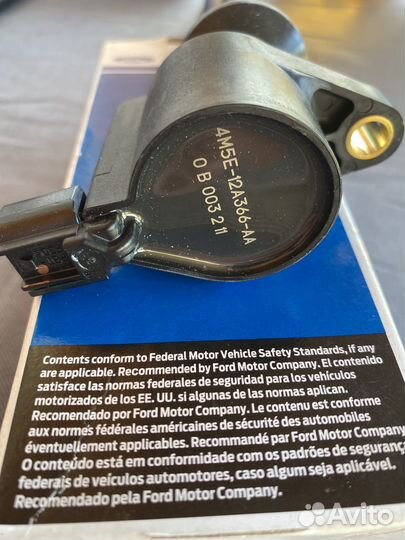 4M5E-12A366-AA
0 B 003 2 11
Contents conform to Federal Motor Vehicle Safety Standards, if any
are applicable. Recommended by Ford Motor Company. El contenido
satisface las normas federales de seguridad para los vehículos
motorizados de los EE. UU. si algunas de las normas aplican.
Recomendado por Ford Motor Company. Le contenu est conforme
aux normes fédérales américaines de sécurité des automobiles
éventuellement applicables. Recommandé par Ford Motor Company
O conteúdo está em conformidade com os padrões de segurança
federais de veículos automotores, caso algum seja aplicável.
Recomendado pela Ford Motor Company.
Avito